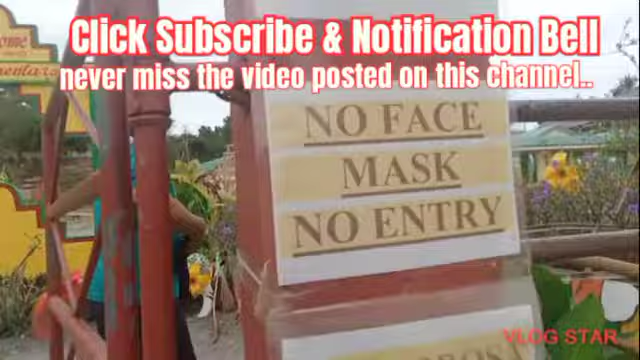 Click Subscribe & Notification Bell
never miss the video posted on this channel..
NO FACE
MASK
NO ENTRY
VLOG STAR